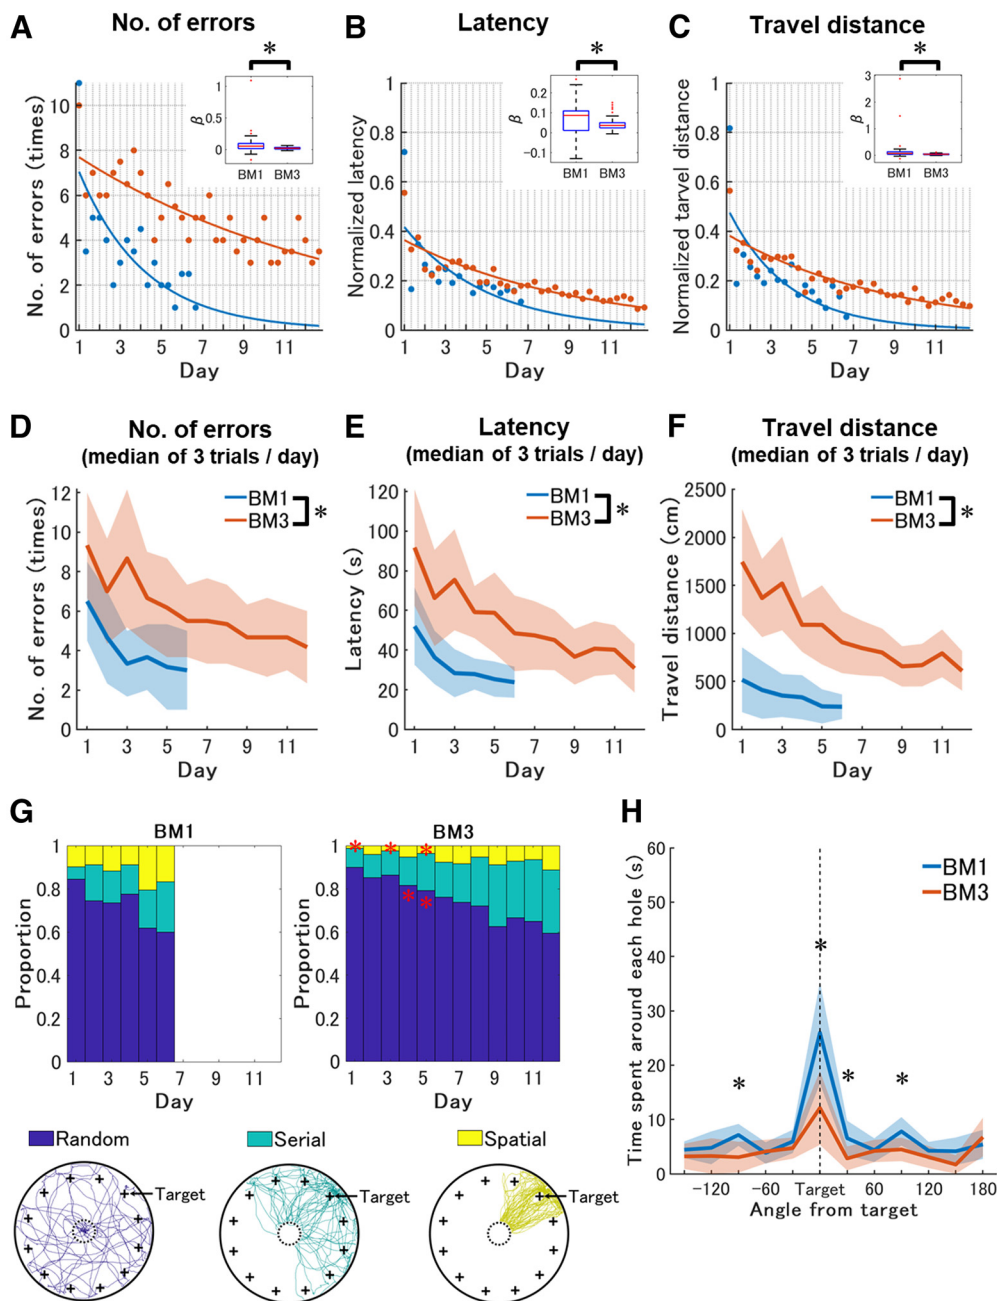 A
No. of errors
No. of errors (times)
10
8
6
4
2
0
1 3 5 7 9 11
Day
*
β
1
0.5
0
BM1 BM3
B
Latency
Normalized latency
1
0.8
0.6
0.4
0.2
0
1 3 5 7 9 11
Day
*
β
0.2
0.1
0
-0.1
BM1 BM3
C
Travel distance
Normalized tarvel distance
1
0.8
0.6
0.4
0.2
0
1 3 5 7 9 11
Day
*
β
3
2
1
0
BM1 BM3
D
No. of errors
(median of 3 trials / day)
No. of errors (times)
12
10
8
6
4
2
0
1 3 5 7 9 11
Day
BM1
BM3
*
E
Latency
(median of 3 trials / day)
Latency (s)
120
100
80
60
40
20
0
1 3 5 7 9 11
Day
BM1
BM3
*
F
Travel distance
(median of 3 trials / day)
Travel distance (cm)
2500
2000
1500
1000
500
0
1 3 5 7 9 11
Day
BM1
BM3
*
G
BM1
Proportion
1
0.8
0.6
0.4
0.2
0
1 3 5 7 9 11
Day
BM3
Proportion
1
0.8
0.6
0.4
0.2
0
1 3 5 7 9 11
Day
* * *
* *
Random
Serial
Spatial
Target
Target
Target
H
Time spent around each hole (s)
60
50
40
30
20
10
0
−120 −60 Target 60 120 180
Angle from target
BM1
BM3
*
* * *